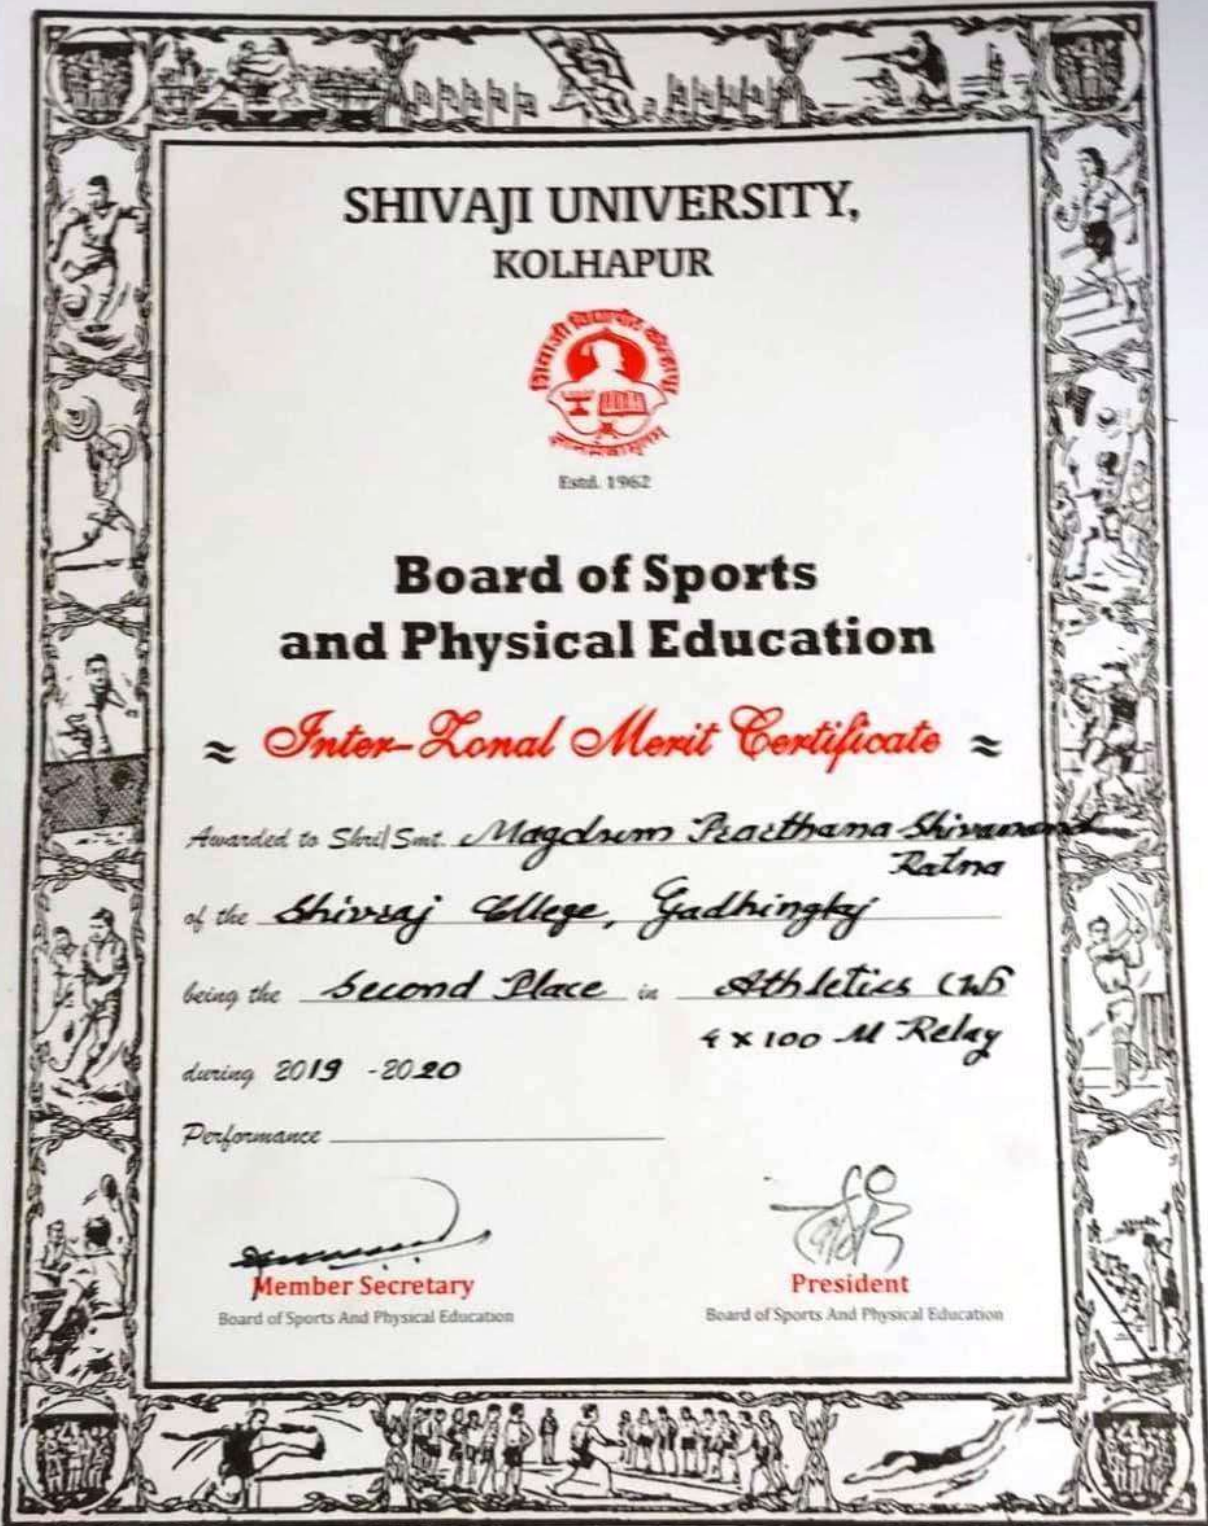 SHIVAJI UNIVERSITY,
KOLHAPUR
शिवाजी विद्यापीठ कोल्हापूर
Estd. 1962
Board of Sports
and Physical Education
≈ Inter-Zonal Merit Certificate ≈
Awarded to Shri/Smt. Magdum Prarthana Shivanand
Ratna
of the Shivraj College, Gadhinglaj
being the Second Place in Athletics (W)
4 x 100 M Relay
during 2019 - 2020
Performance
Member Secretary
President
Board of Sports And Physical Education
Board of Sports And Physical Education